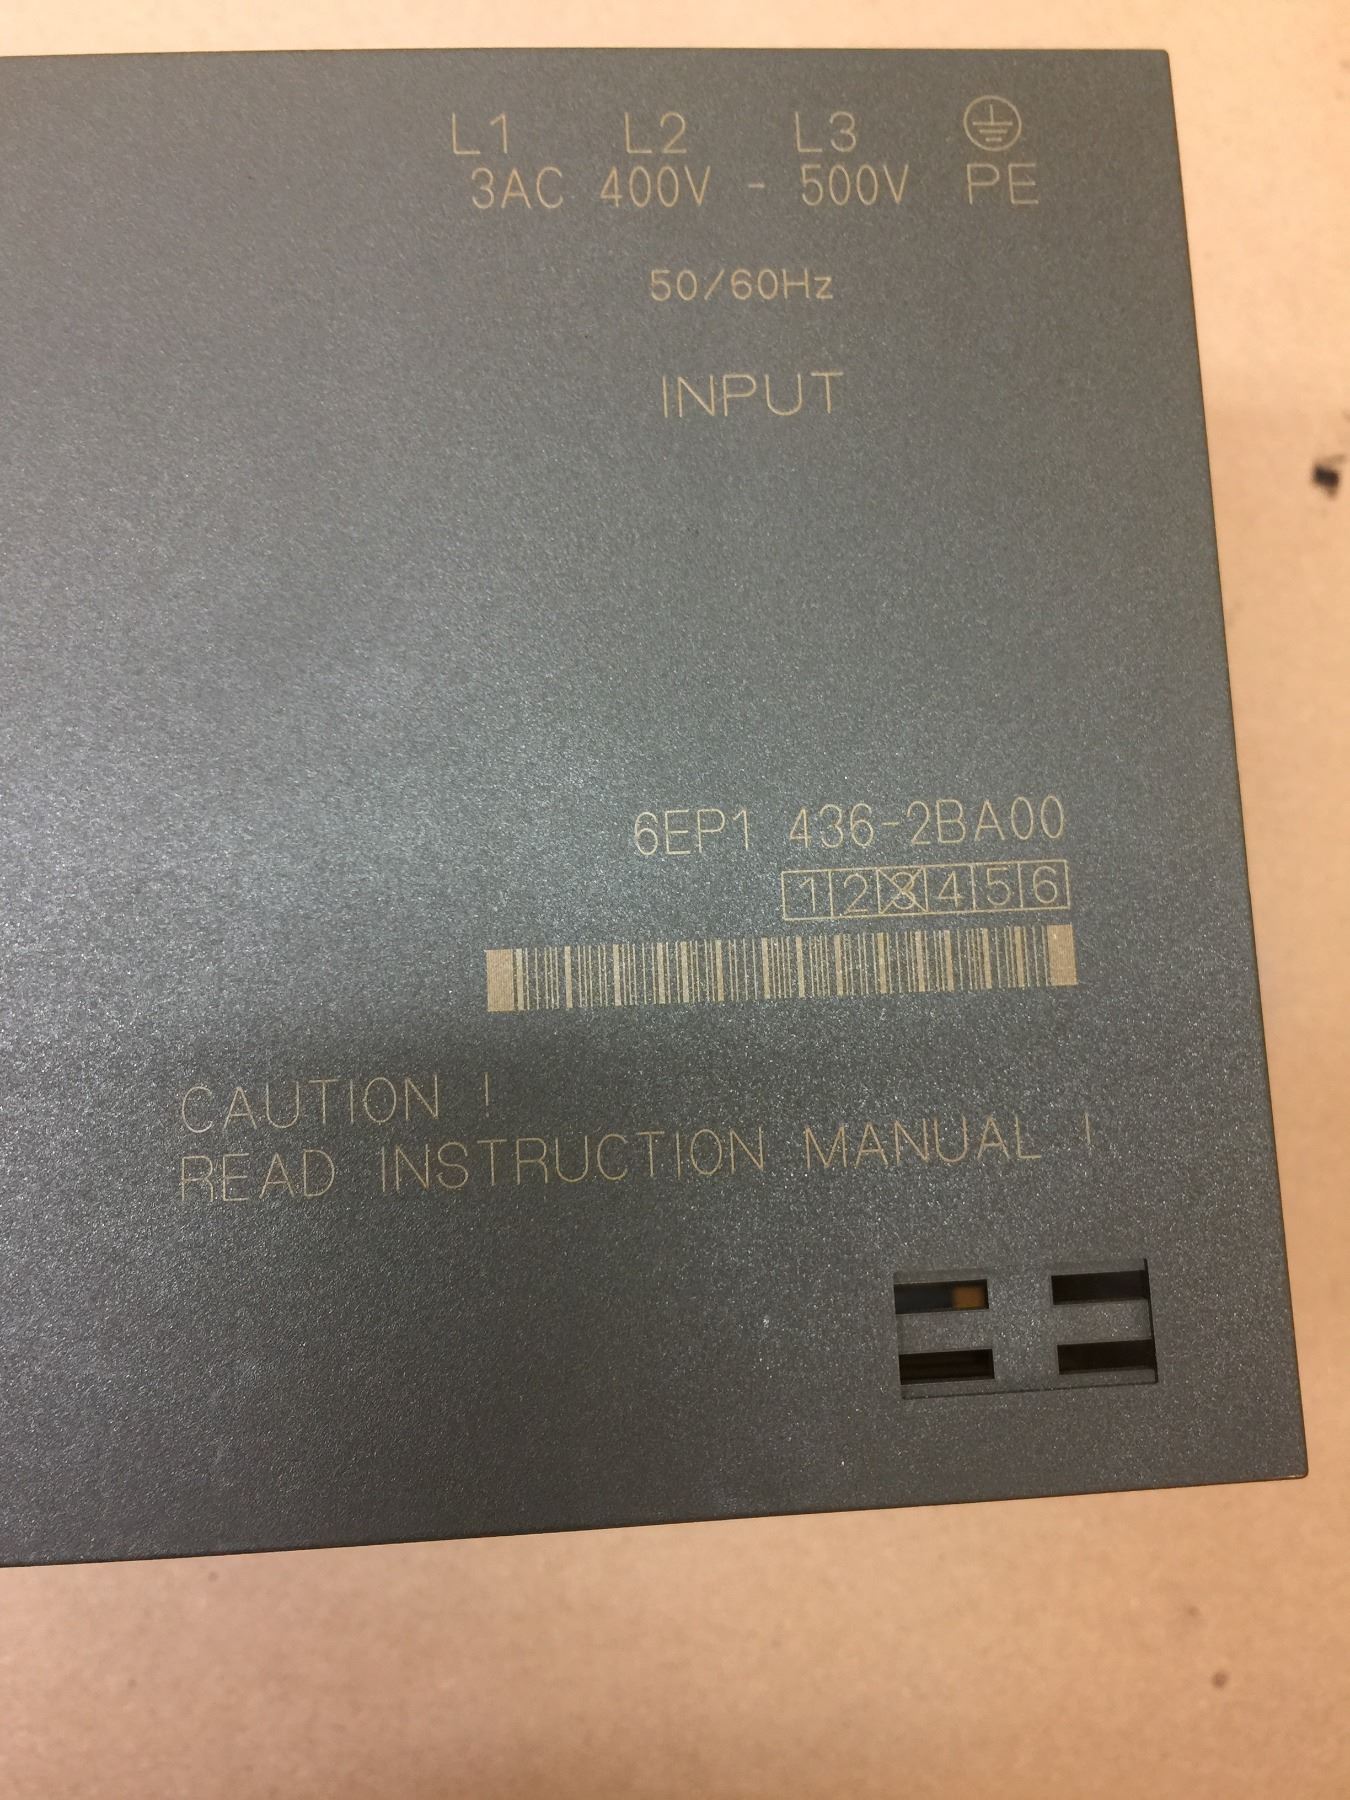 L1 L2 L3
3AC 400V - 500V PE
50/60Hz
INPUT
6EP1 436-2BA00
1 2 3 4 5 6
CAUTION !
READ INSTRUCTION MANUAL !